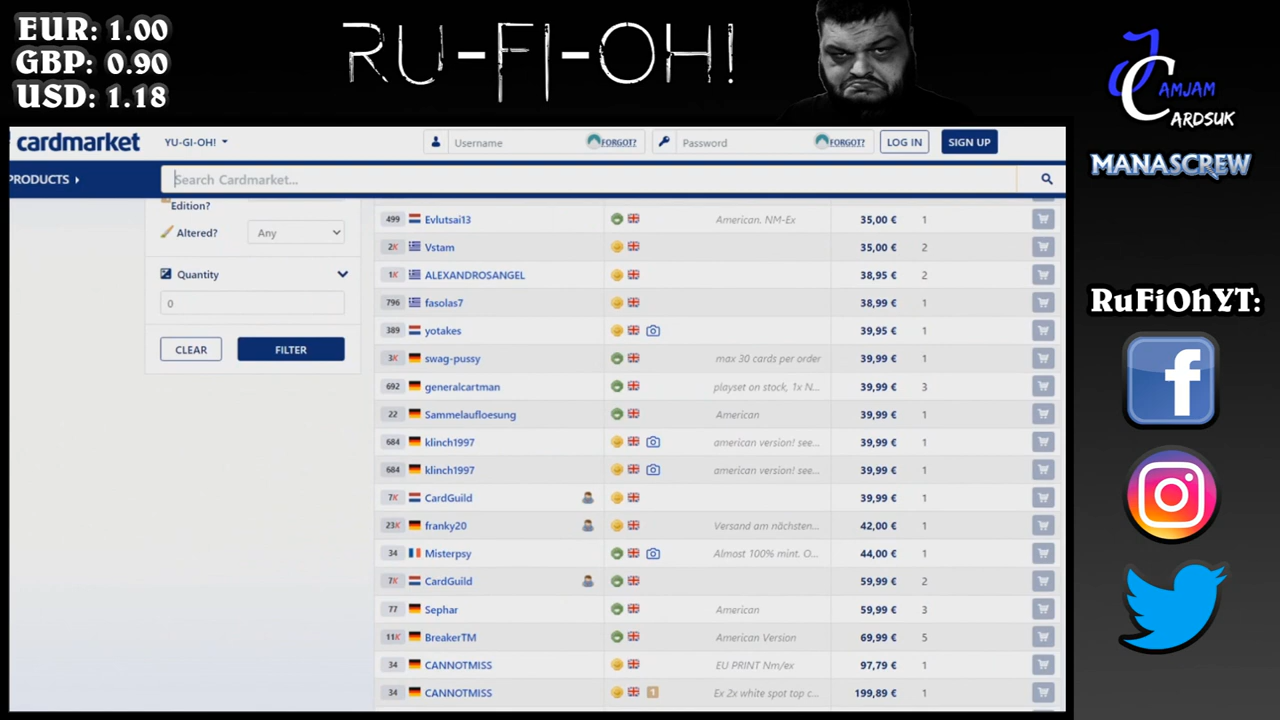 EUR: 1.00
GBP: 0.90
USD: 1.18
RU-FI-OH!
JAMJAM
CARDSUK
MANASCREW
RuFiOhYT:
cardmarket YU-GI-OH! Username FORGOT? Password FORGOT? LOG IN SIGN UP
PRODUCTS Search Cardmarket...
Edition?
Altered? Any
Quantity
0
CLEAR FILTER
499 Evlutsai13 American. NM-Ex 35,00 € 1
2K Vstam 35,00 € 2
1K ALEXANDROSANGEL 38,95 € 2
796 fasolas7 38,99 € 1
389 yotakes 39,95 € 1
3K swag-pussy max 30 cards per order 39,99 € 1
692 generalcartman playset on stock, 1x N... 39,99 € 3
22 Sammelaufloesung American 39,99 € 1
684 klinch1997 american version! see... 39,99 € 1
684 klinch1997 american version! see... 39,99 € 1
7K CardGuild 39,99 € 1
23K franky20 Versand am nächsten... 42,00 € 1
34 Misterpsy Almost 100% mint. O... 44,00 € 1
7K CardGuild 59,99 € 2
77 Sephar American 59,99 € 3
11K BreakerTM American Version 69,99 € 5
34 CANNOTMISS EU PRINT Nm/ex 97,79 € 1
34 CANNOTMISS 1 Ex 2x white spot top c... 199,89 € 1